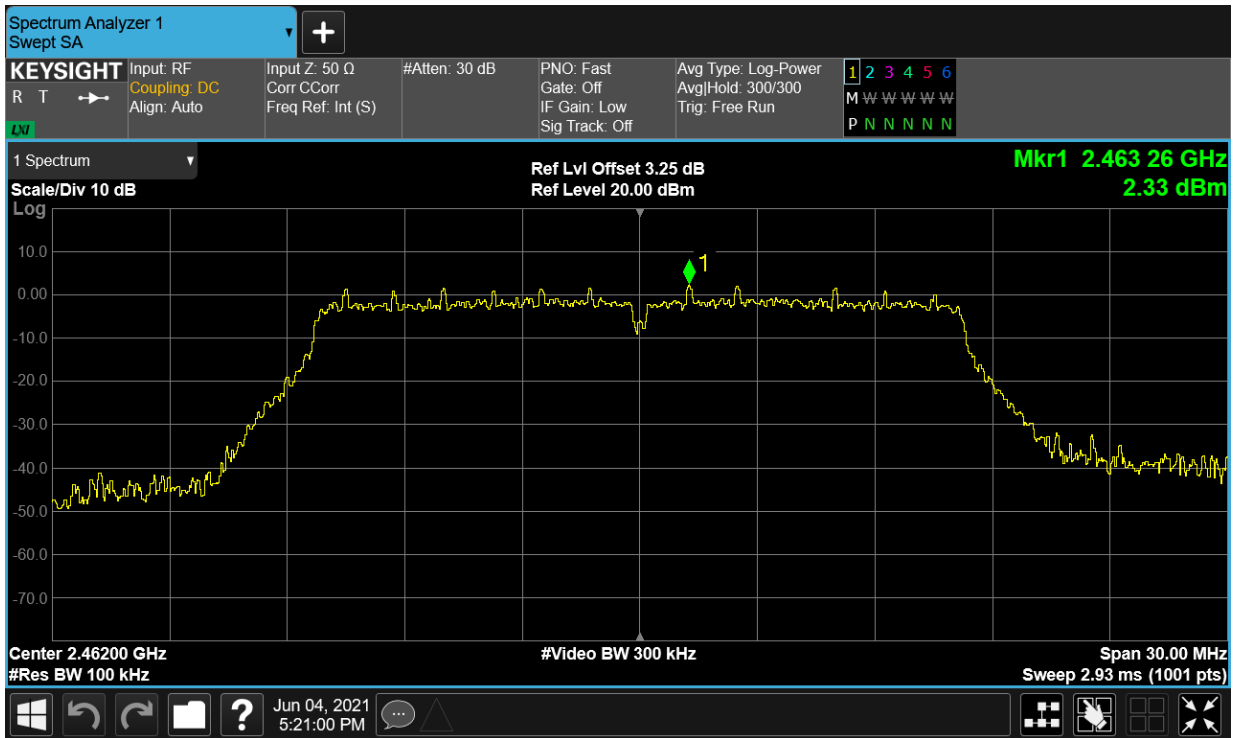 Spectrum Analyzer 1
Swept SA
▼
+
KEYSIGHT
R T
LXI
Input: RF
Coupling: DC
Align: Auto
Input Z: 50 Ω
Corr CCorr
Freq Ref: Int (S)
#Atten: 30 dB
PNO: Fast
Gate: Off
IF Gain: Low
Sig Track: Off
Avg Type: Log-Power
Avg|Hold: 300/300
Trig: Free Run
1 2 3 4 5 6
M W W W W W
P N N N N N
1 Spectrum ▼
Scale/Div 10 dB
Log
Ref Lvl Offset 3.25 dB
Ref Level 20.00 dBm
Mkr1 2.463 26 GHz
2.33 dBm
1
10.0
0.00
-10.0
-20.0
-30.0
-40.0
-50.0
-60.0
-70.0
Center 2.46200 GHz
#Res BW 100 kHz
#Video BW 300 kHz
Span 30.00 MHz
Sweep 2.93 ms (1001 pts)
?
Jun 04, 2021
5:21:00 PM